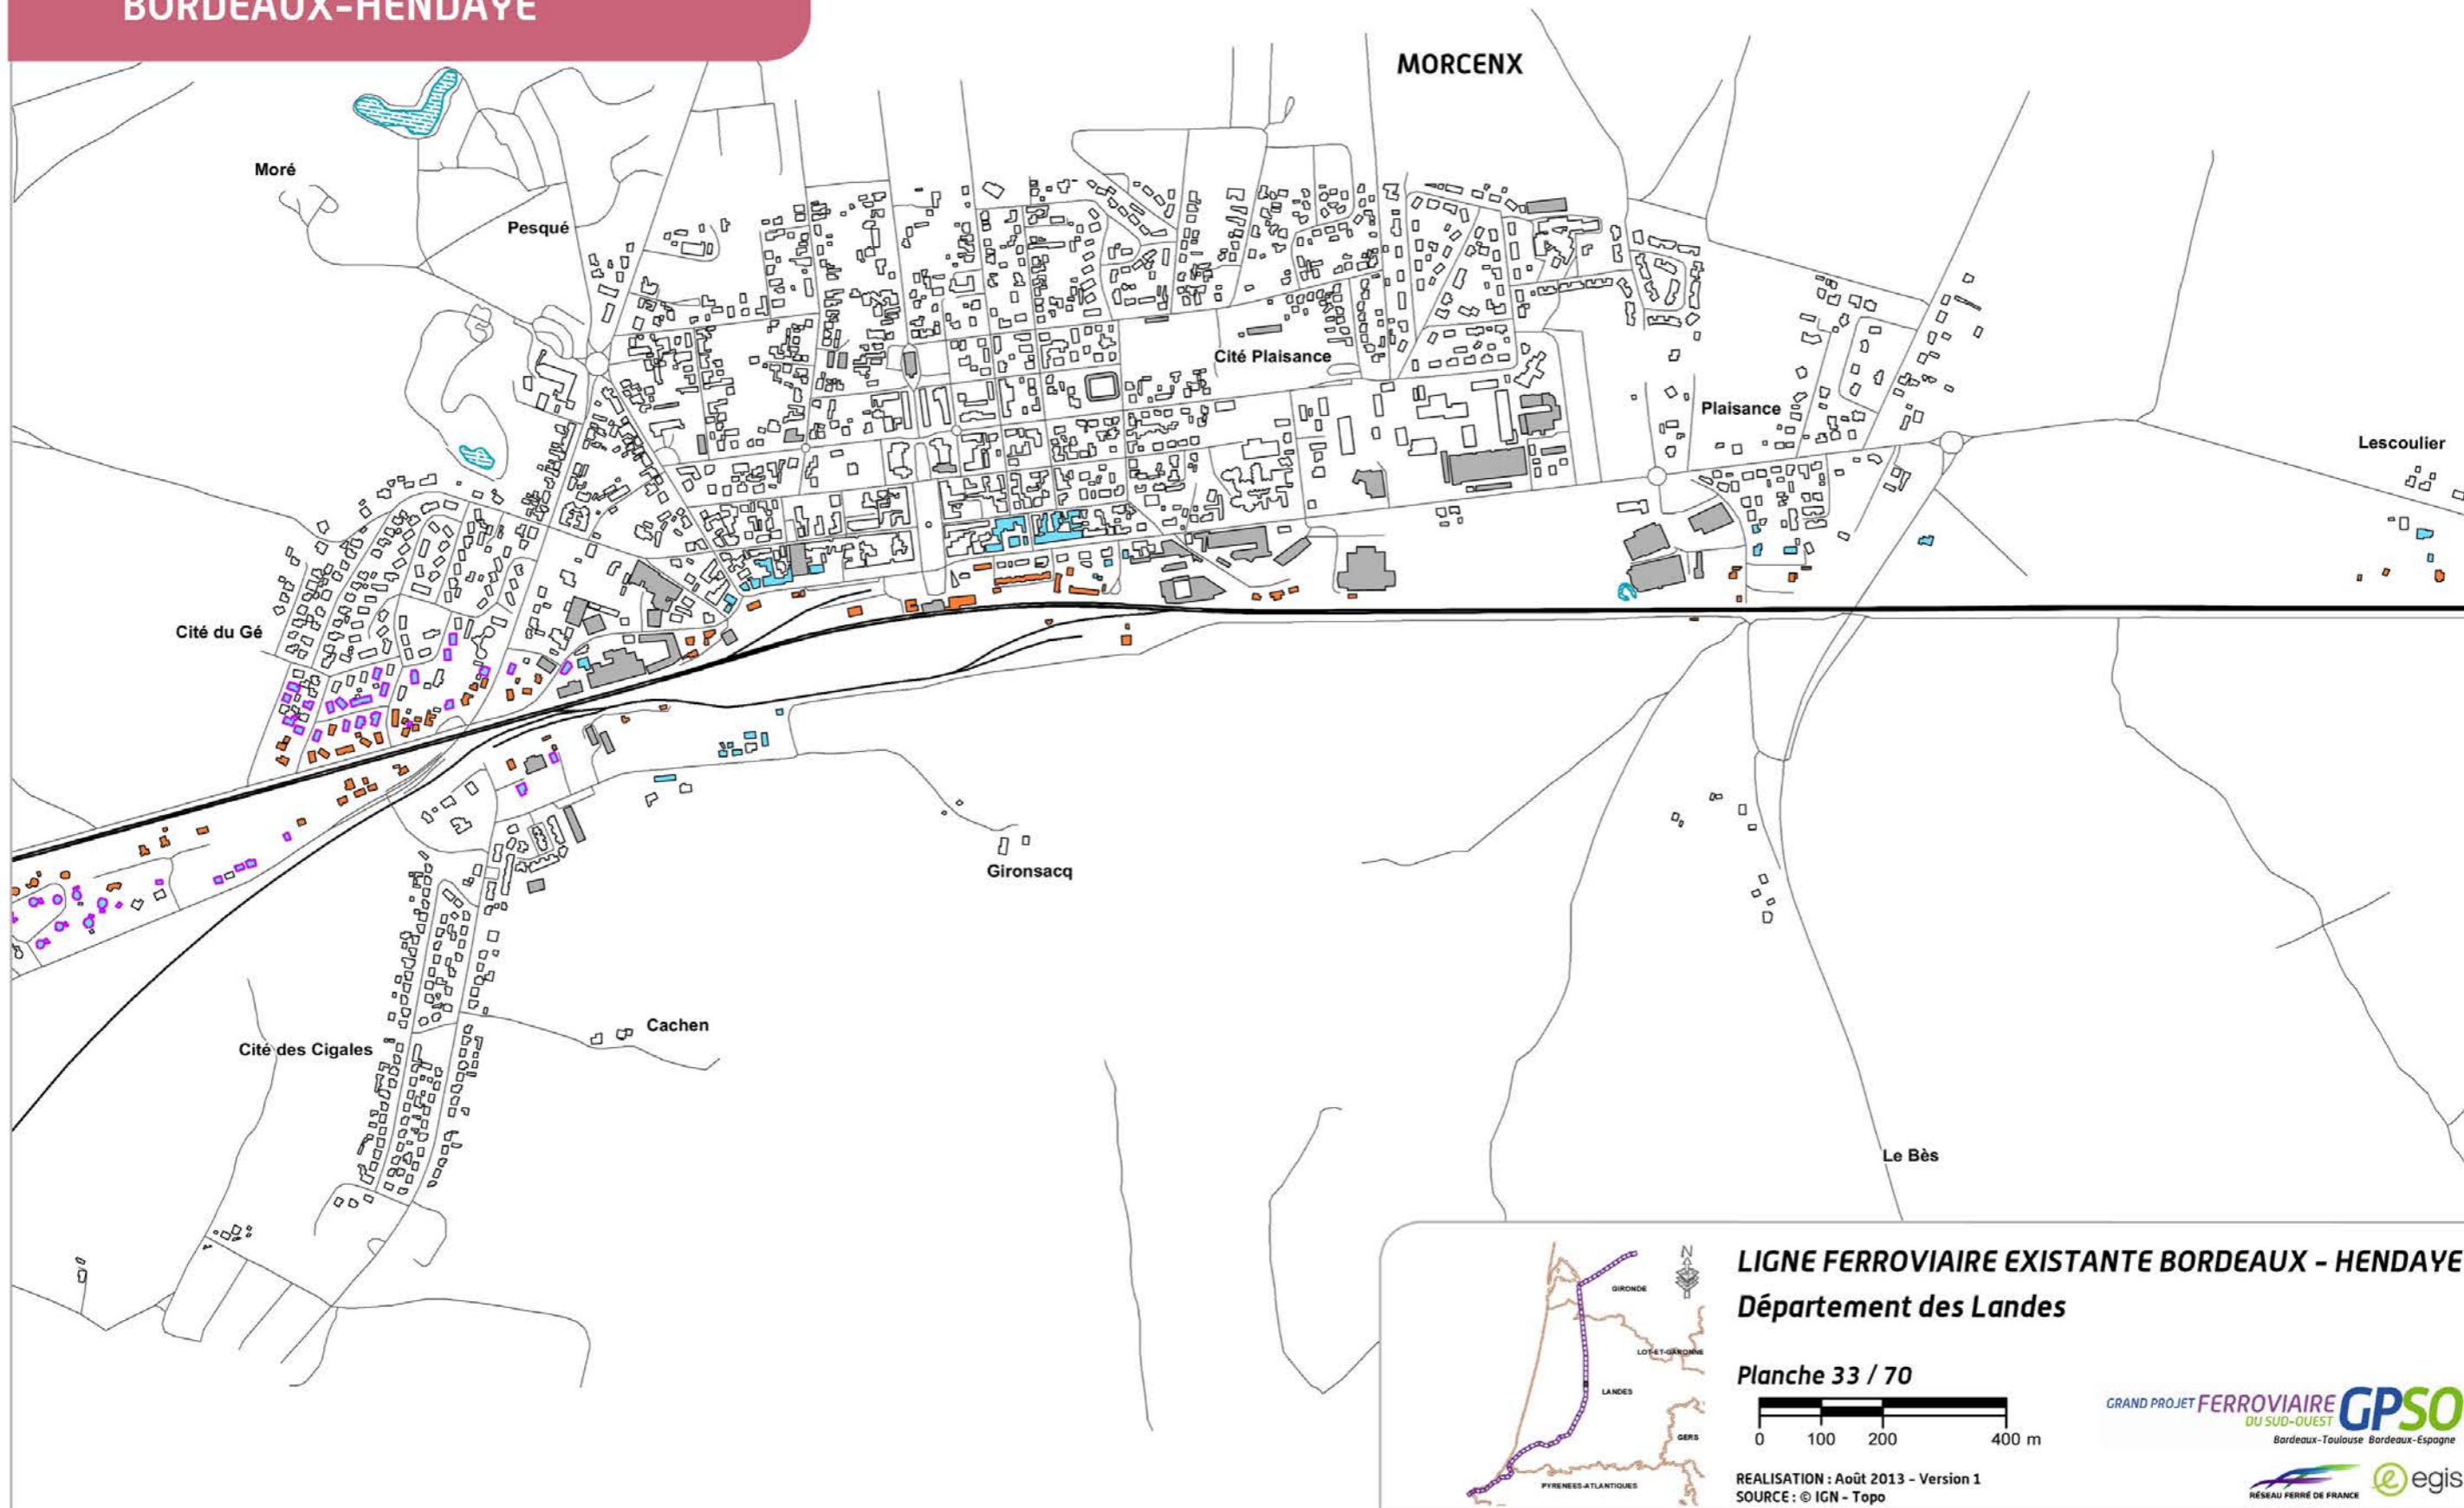 BORDEAUX-HENDAYE
MORCENX
Moré
Pesqué
Cité Plaisance
Plaisance
Lescoulier
Cité du Gé
Gironsacq
Cachen
Cité des Cigales
Le Bès
N
GIRONDE
LOT-ET-GARONNE
LANDES
GERS
PYRENEES-ATLANTIQUES
LIGNE FERROVIAIRE EXISTANTE BORDEAUX - HENDAYE
Département des Landes
Planche 33 / 70
0 100 200 400 m
REALISATION : Août 2013 - Version 1
SOURCE : © IGN - Topo
GRAND PROJET FERROVIAIRE
DU SUD-OUEST
GPSO
Bordeaux-Toulouse Bordeaux-Espagne
RÉSEAU FERRÉ DE FRANCE
egis